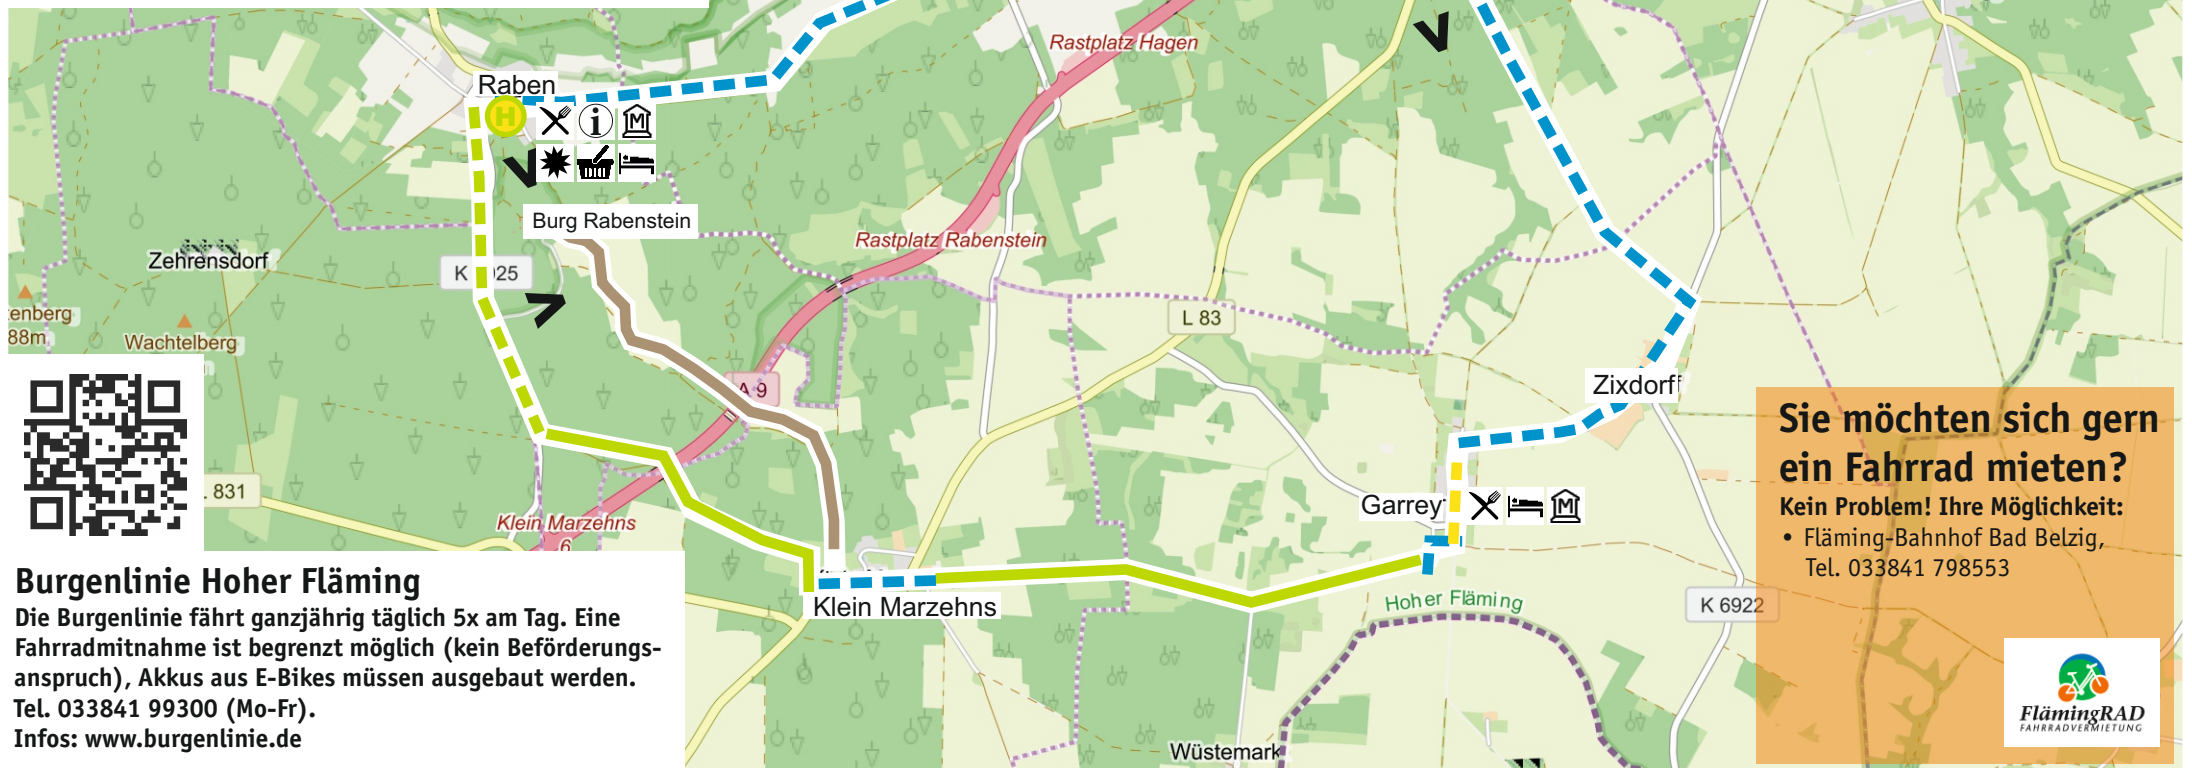 Rastplatz Hagen
Raben
H
i
M
Burg Rabenstein
Rastplatz Rabenstein
Zehrensdorf
K
25
tenberg
88m
Wachtelberg
L 83
A 9
Zixdorf
831
Klein Marzehns
6
Garrey
M
Klein Marzehns
Hoher Fläming
K 6922
Wüstemark
Burgenlinie Hoher Fläming
Die Burgenlinie fährt ganzjährig täglich 5x am Tag. Eine
Fahrradmitnahme ist begrenzt möglich (kein Beförderungs-
anspruch), Akkus aus E-Bikes müssen ausgebaut werden.
Tel. 033841 99300 (Mo-Fr).
Infos: www.burgenlinie.de
Sie möchten sich gern
ein Fahrrad mieten?
Kein Problem! Ihre Möglichkeit:
• Fläming-Bahnhof Bad Belzig,
Tel. 033841 798553
FlämingRAD
FAHRRADVERMIETUNG